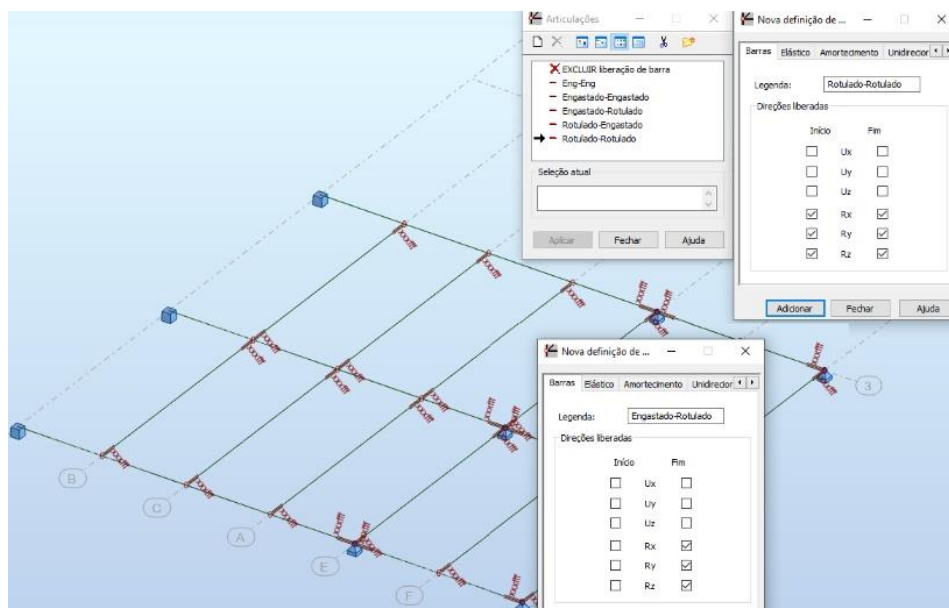 Articulações
EXCLUIR liberação de barra
Eng-Eng
Engastado-Engastado
Engastado-Rotulado
Rotulado-Engastado
Rotulado-Rotulado
Seleção atual
Aplicar Fechar Ajuda
Nova definição de ...
Barras Elástico Amortecimento Unidirecior
Legenda: Rotulado-Rotulado
Direções liberadas
Início Fim
Ux
Uy
Uz
Rx
Ry
Rz
Adicionar Fechar Ajuda
Nova definição de ...
Barras Elástico Amortecimento Unidirecior
Legenda: Engastado-Rotulado
Direções liberadas
Início Fim
Ux
Uy
Uz
Rx
Ry
Rz
3
B
C
A
E
F